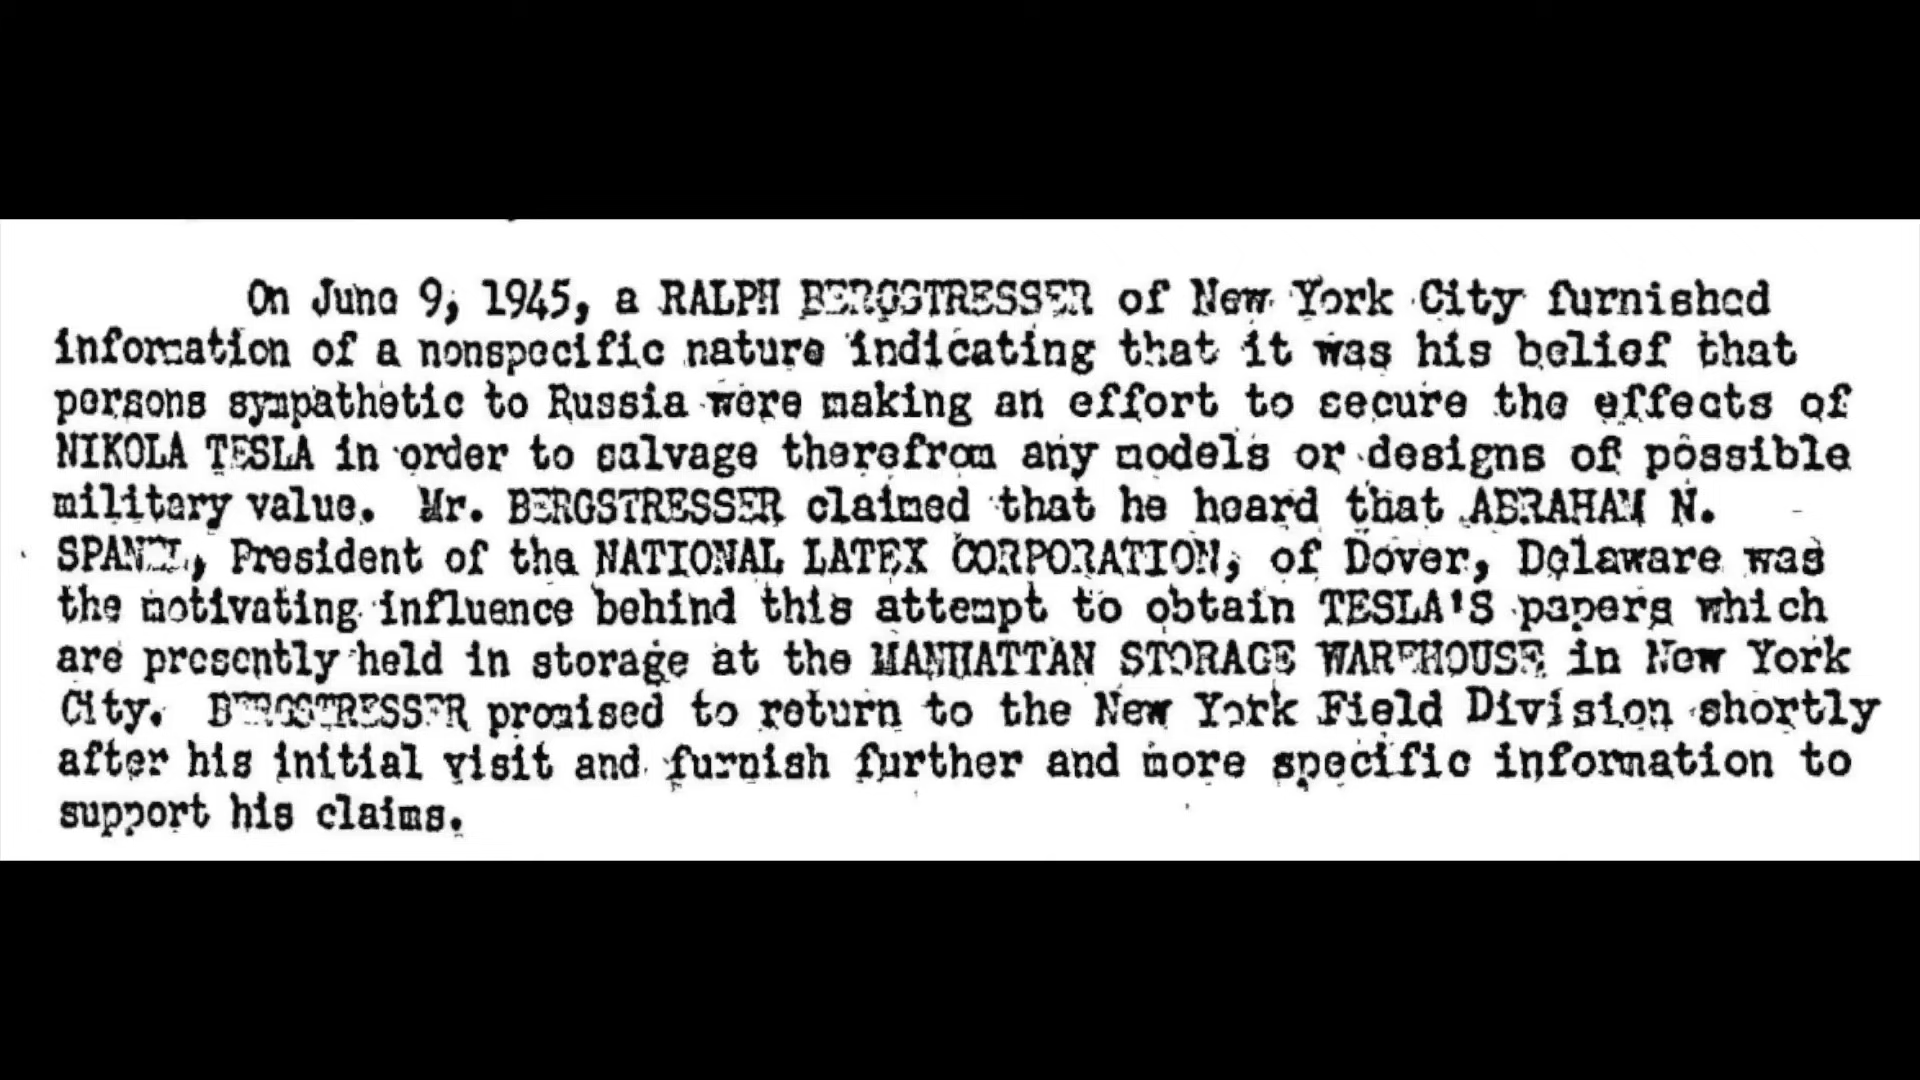 On June 9, 1945, a RALPH BERGSTRESSER of New York City furnished
information of a nonspecific nature indicating that it was his belief that
persons sympathetic to Russia were making an effort to secure the effects of
NIKOLA TESLA in order to salvage therefrom any models or designs of possible
military value. Mr. BERGSTRESSER claimed that he heard that ABRAHAM N.
SPANEL, President of the NATIONAL LATEX CORPORATION, of Dover, Delaware was
the motivating influence behind this attempt to obtain TESLA'S papers which
are presently held in storage at the MANHATTAN STORAGE WAREHOUSE in New York
City. BERGSTRESSER promised to return to the New York Field Division shortly
after his initial visit and furnish further and more specific information to
support his claims.